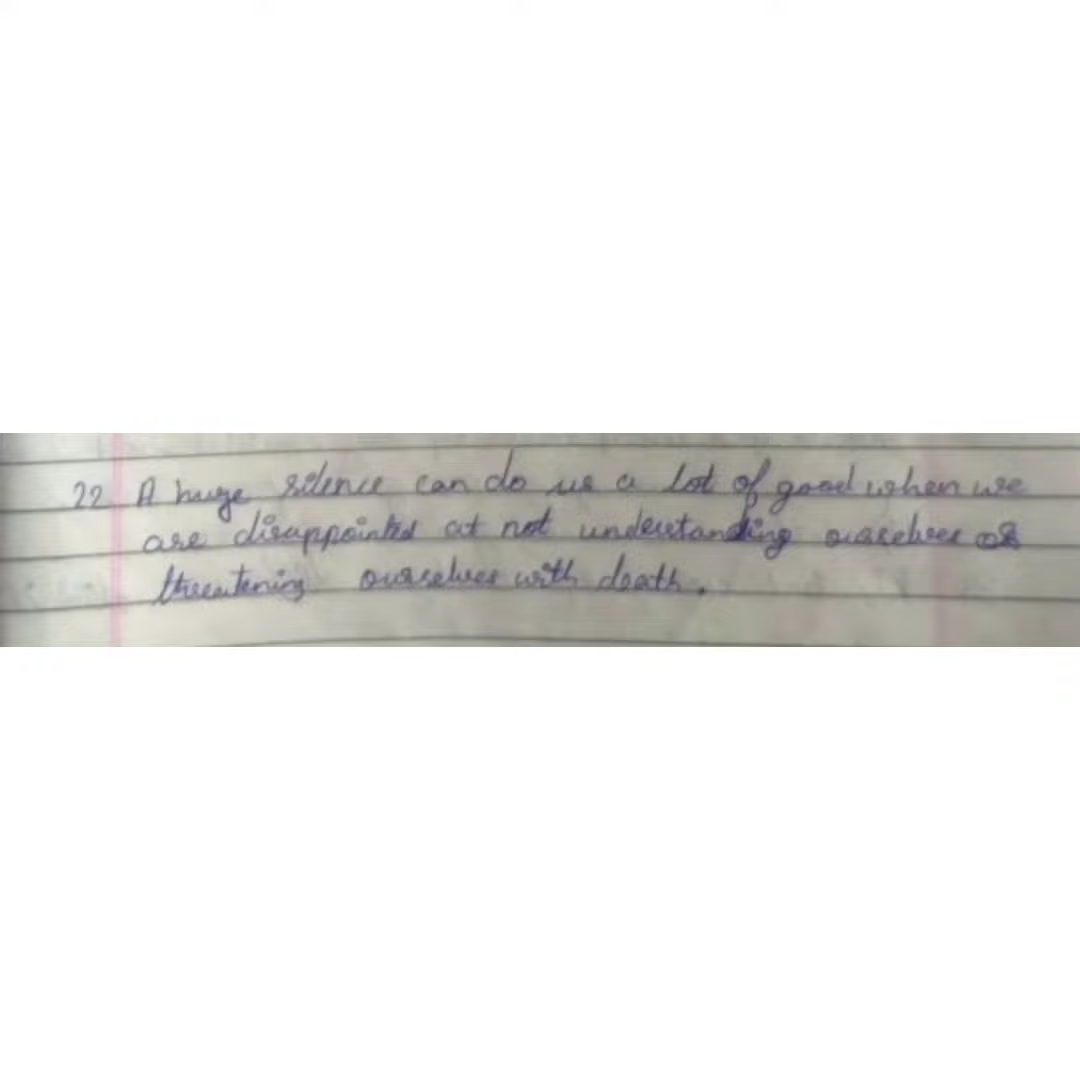 22 A huge silence can do us a lot of good when we
are disappointed at not understanding ourselves or
threatening ourselves with death.